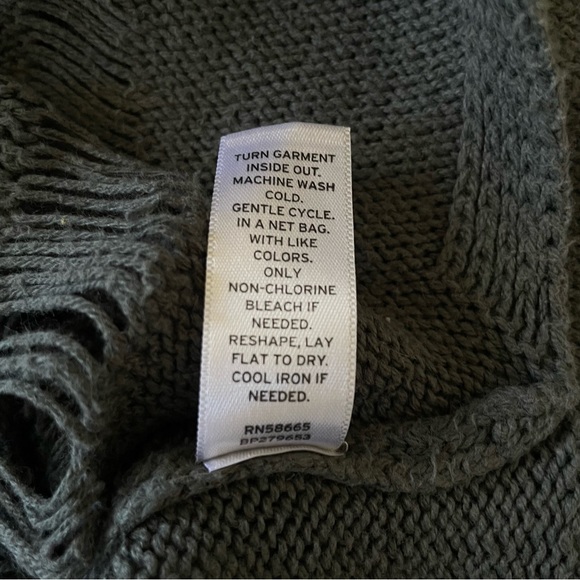 TURN GARMENT
INSIDE OUT.
MACHINE WASH
COLD.
GENTLE CYCLE.
IN A NET BAG.
WITH LIKE
COLORS.
ONLY
NON-CHLORINE
BLEACH IF
NEEDED.
RESHAPE, LAY
FLAT TO DRY.
COOL IRON IF
NEEDED.
RN58665
BP279653